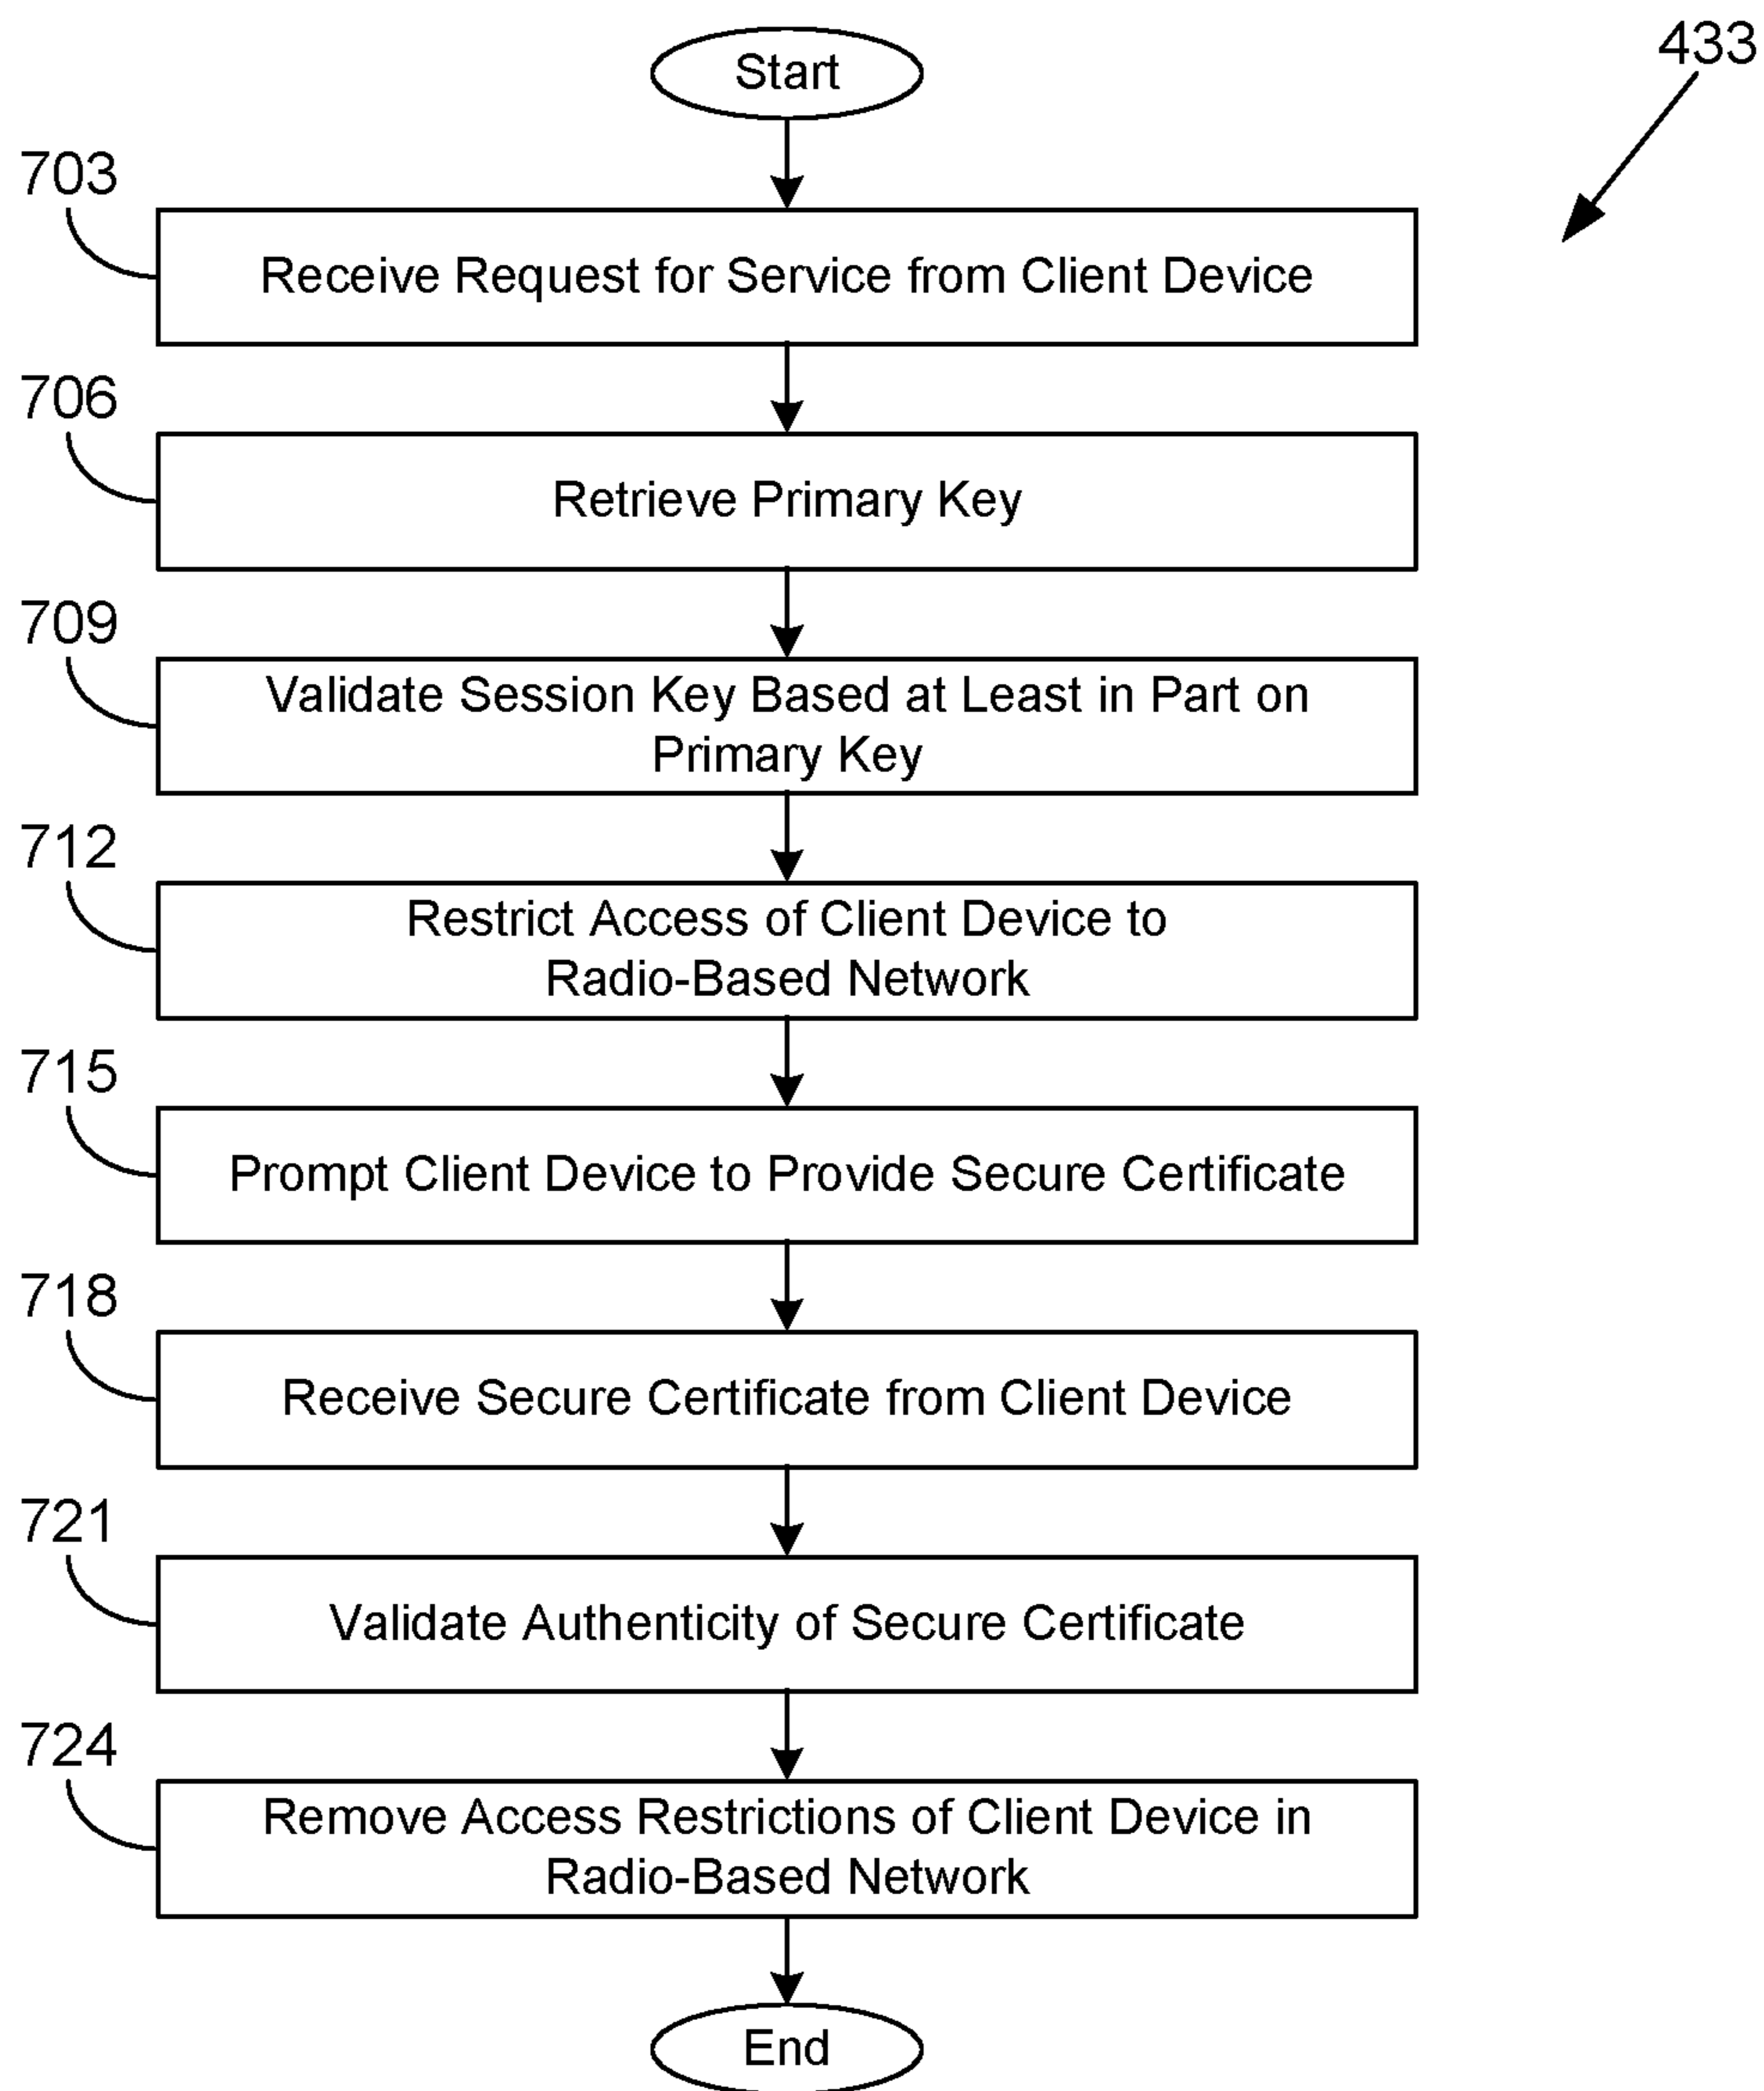 Start
433
703
Receive Request for Service from Client Device
706
Retrieve Primary Key
709
Validate Session Key Based at Least in Part on
Primary Key
712
Restrict Access of Client Device to
Radio-Based Network
715
Prompt Client Device to Provide Secure Certificate
718
Receive Secure Certificate from Client Device
721
Validate Authenticity of Secure Certificate
724
Remove Access Restrictions of Client Device in
Radio-Based Network
End